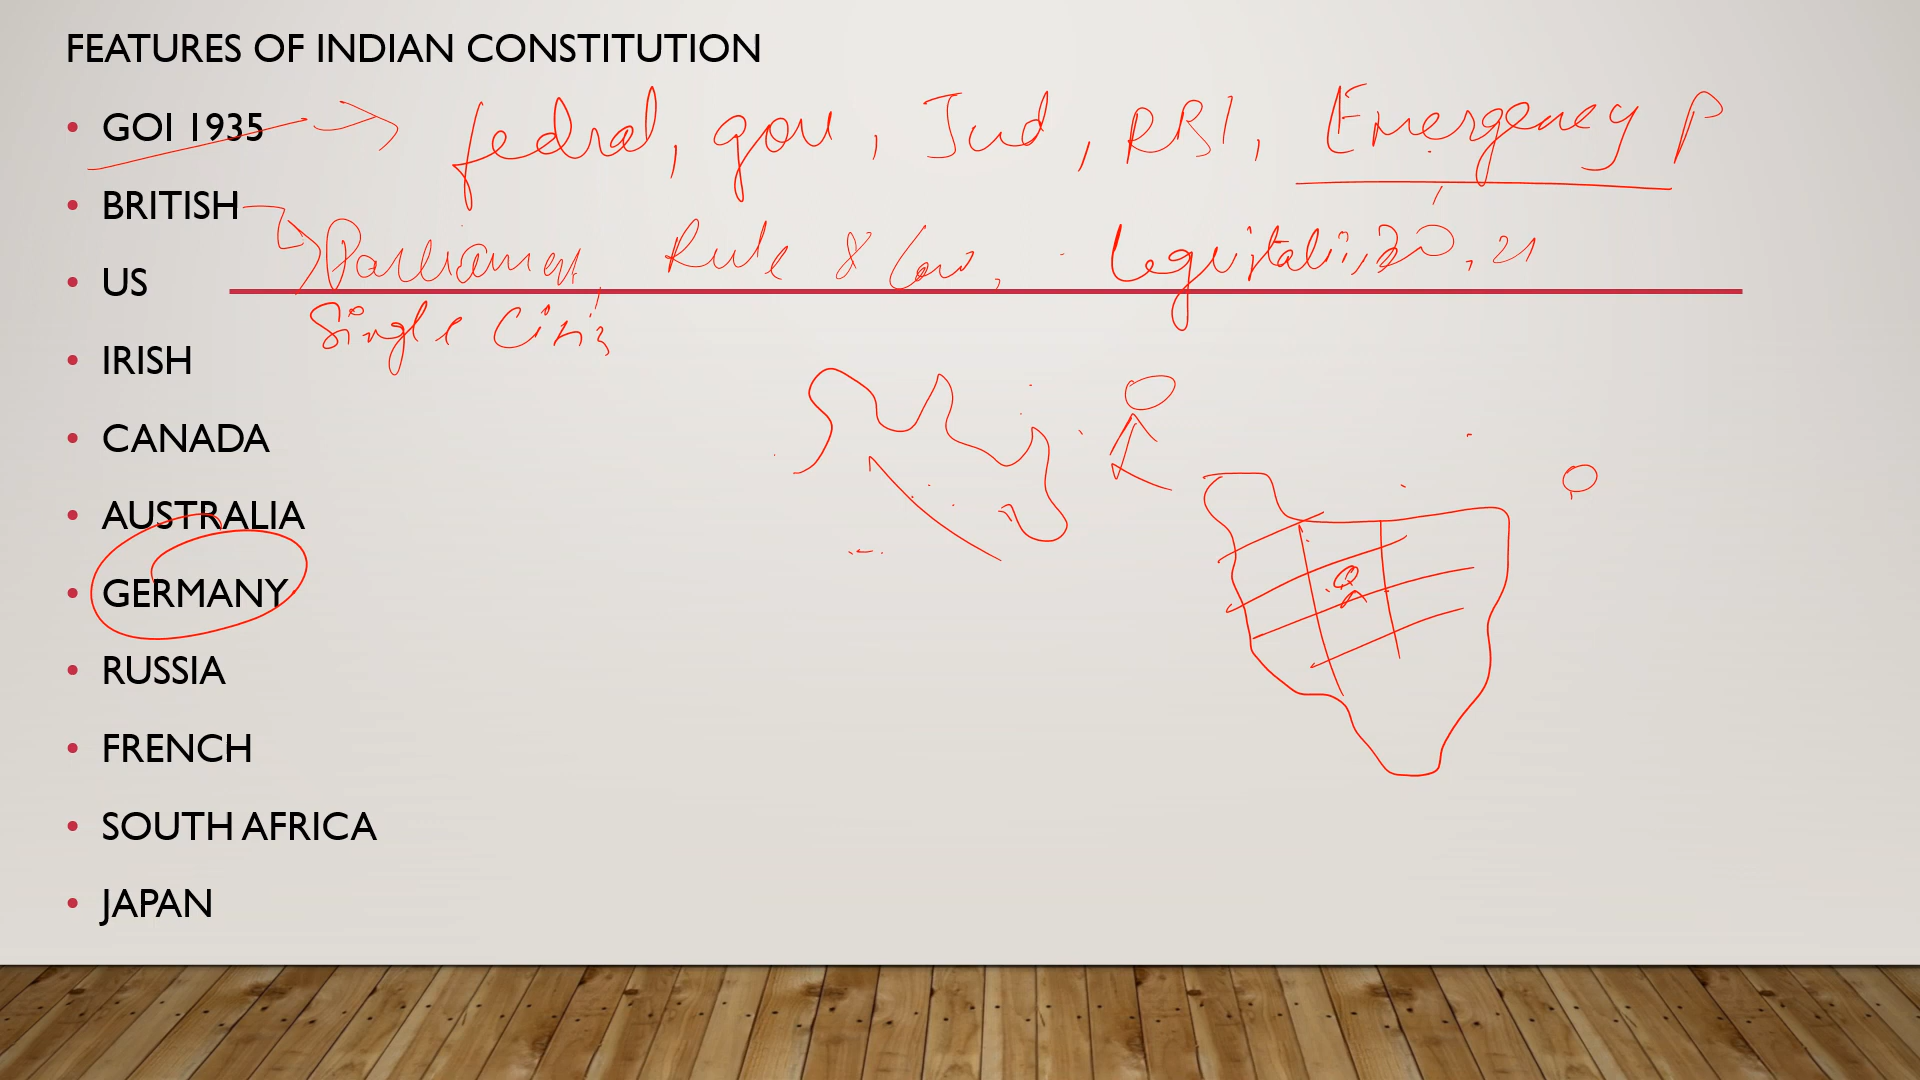 FEATURES OF INDIAN CONSTITUTION
• GOI 1935 → fedral, gov, Jud, RBI, Emergency P
• BRITISH → Parliament, Rule of Law,
Single Citi
• US
• IRISH
• CANADA
• AUSTRALIA
• GERMANY
• RUSSIA
• FRENCH
• SOUTH AFRICA
• JAPAN